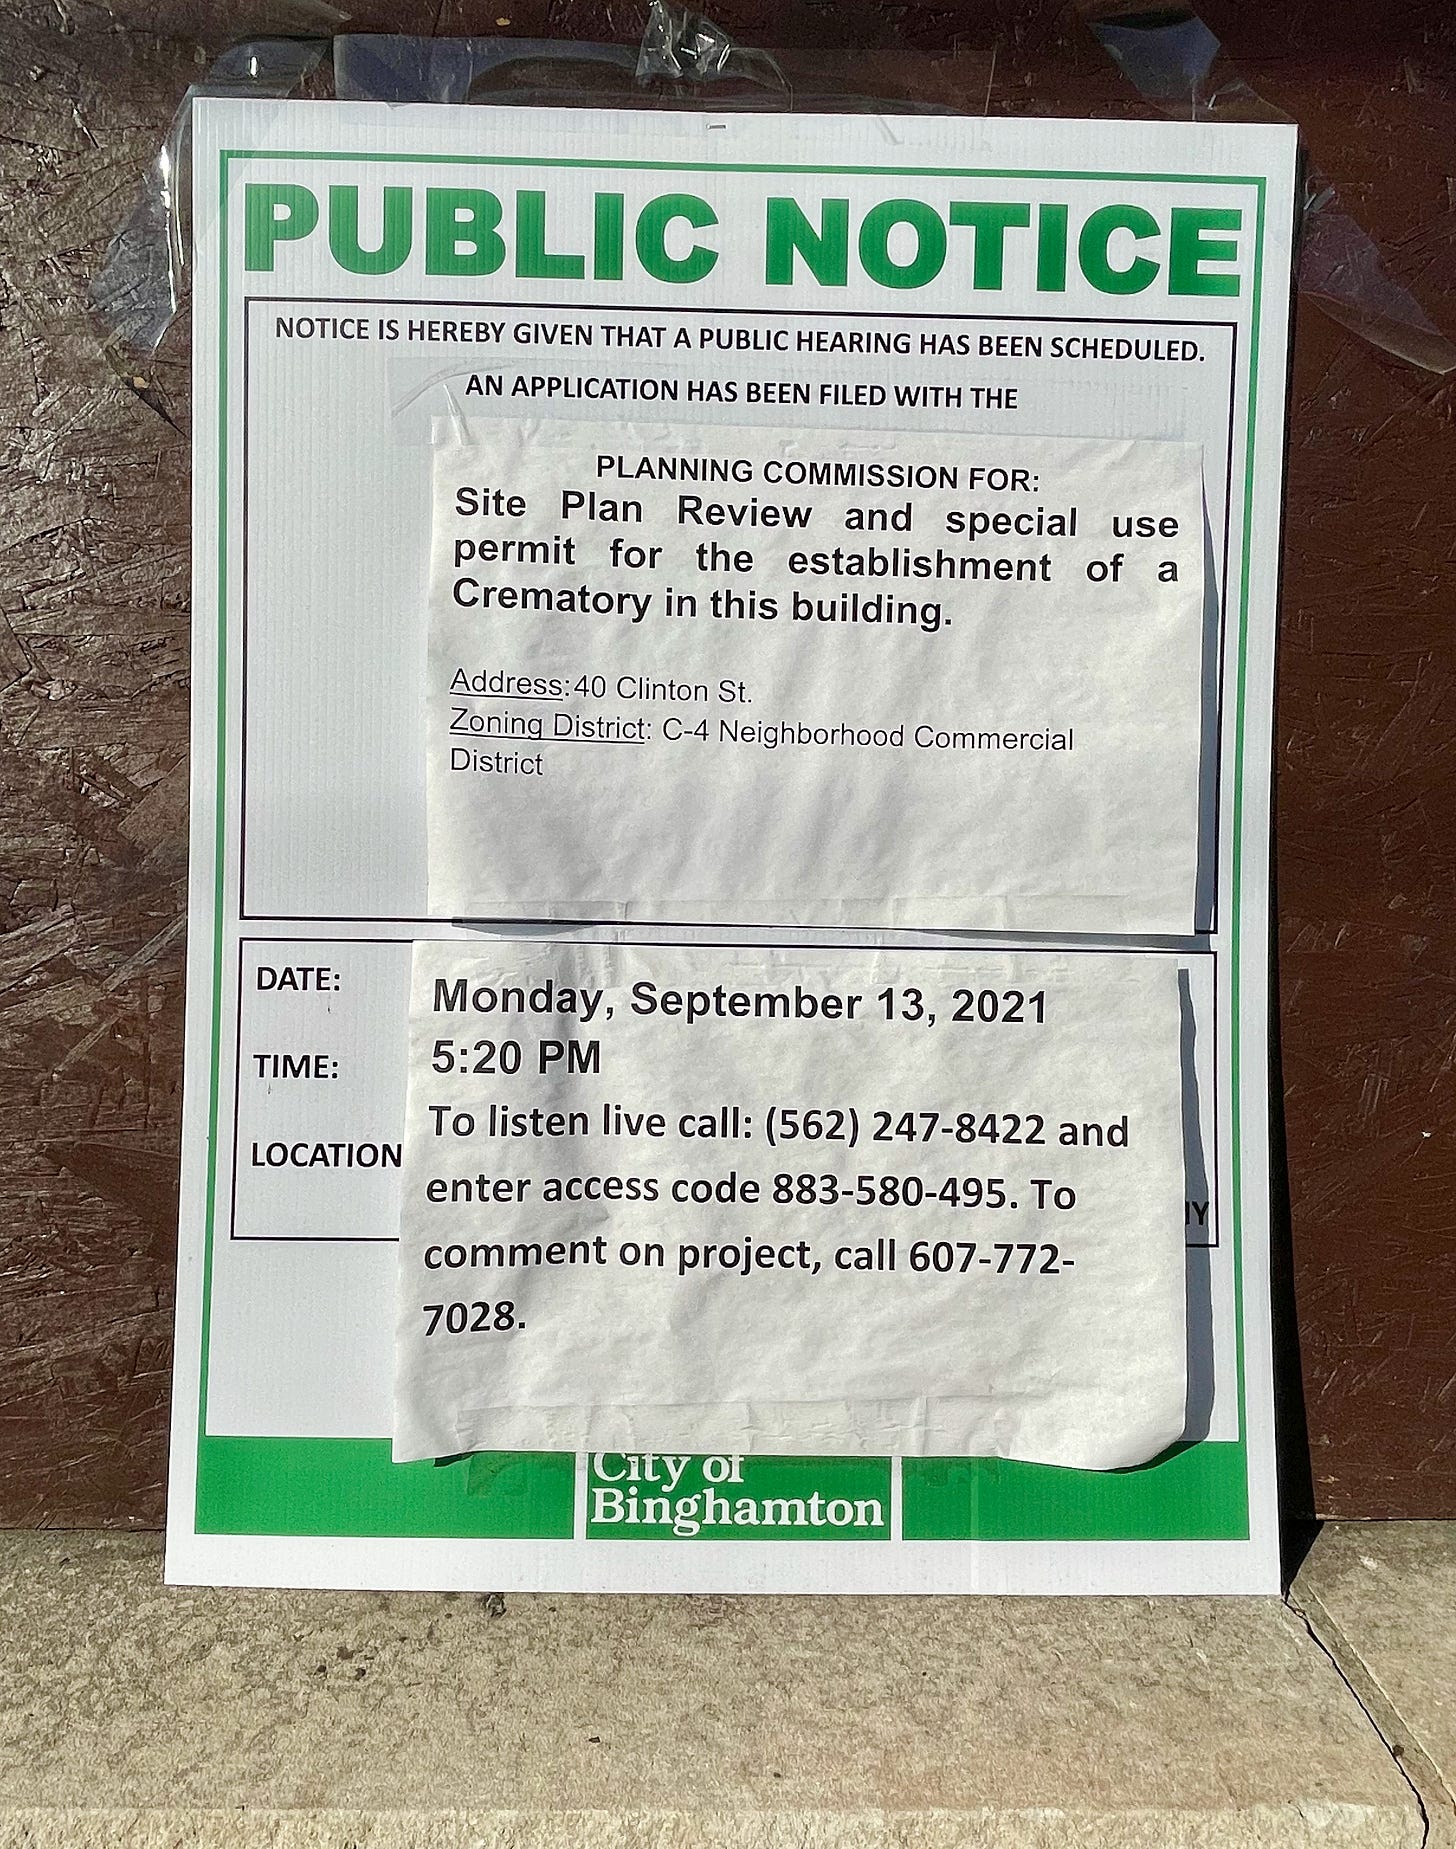 PUBLIC NOTICE
NOTICE IS HEREBY GIVEN THAT A PUBLIC HEARING HAS BEEN SCHEDULED.
AN APPLICATION HAS BEEN FILED WITH THE
PLANNING COMMISSION FOR:
Site Plan Review and special use
permit for the establishment of a
Crematory in this building.
Address: 40 Clinton St.
Zoning District: C-4 Neighborhood Commercial
District
DATE:
Monday, September 13, 2021
TIME:
5:20 PM
LOCATION
To listen live call: (562) 247-8422 and
enter access code 883-580-495. To
comment on project, call 607-772-
7028.
City of
Binghamton